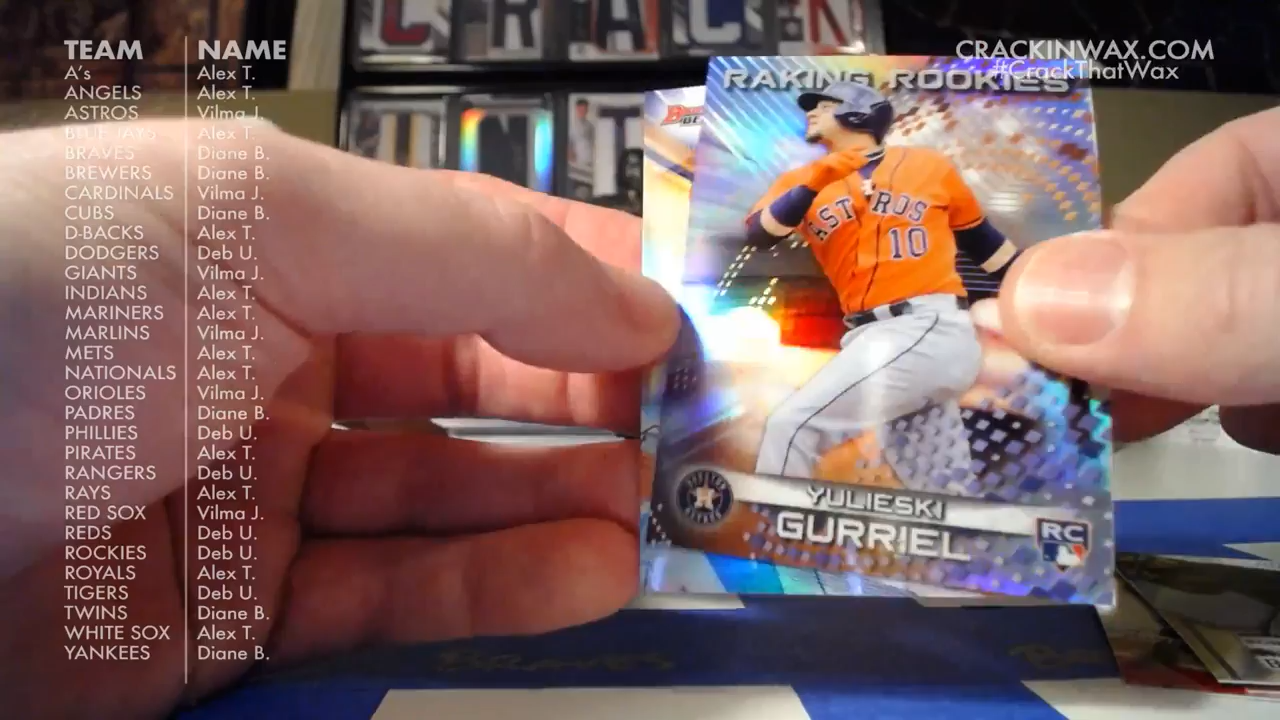 TEAM NAME
A's Alex T.
ANGELS Alex T.
ASTROS Vilma J.
BLUE JAYS Alex T.
BRAVES Diane B.
BREWERS Diane B.
CARDINALS Vilma J.
CUBS Diane B.
D-BACKS Alex T.
DODGERS Deb U.
GIANTS Vilma J.
INDIANS Alex T.
MARINERS Alex T.
MARLINS Vilma J.
METS Alex T.
NATIONALS Alex T.
ORIOLES Vilma J.
PADRES Diane B.
PHILLIES Deb U.
PIRATES Alex T.
RANGERS Deb U.
RAYS Alex T.
RED SOX Vilma J.
REDS Deb U.
ROCKIES Deb U.
ROYALS Alex T.
TIGERS Deb U.
TWINS Diane B.
WHITE SOX Alex T.
YANKEES Diane B.
CRACKINWAX.COM
#CrackThatWax
CRACK
INT
RAKING ROOKIES
ASTROS
10
YULIESKI
GURRIEL
RC